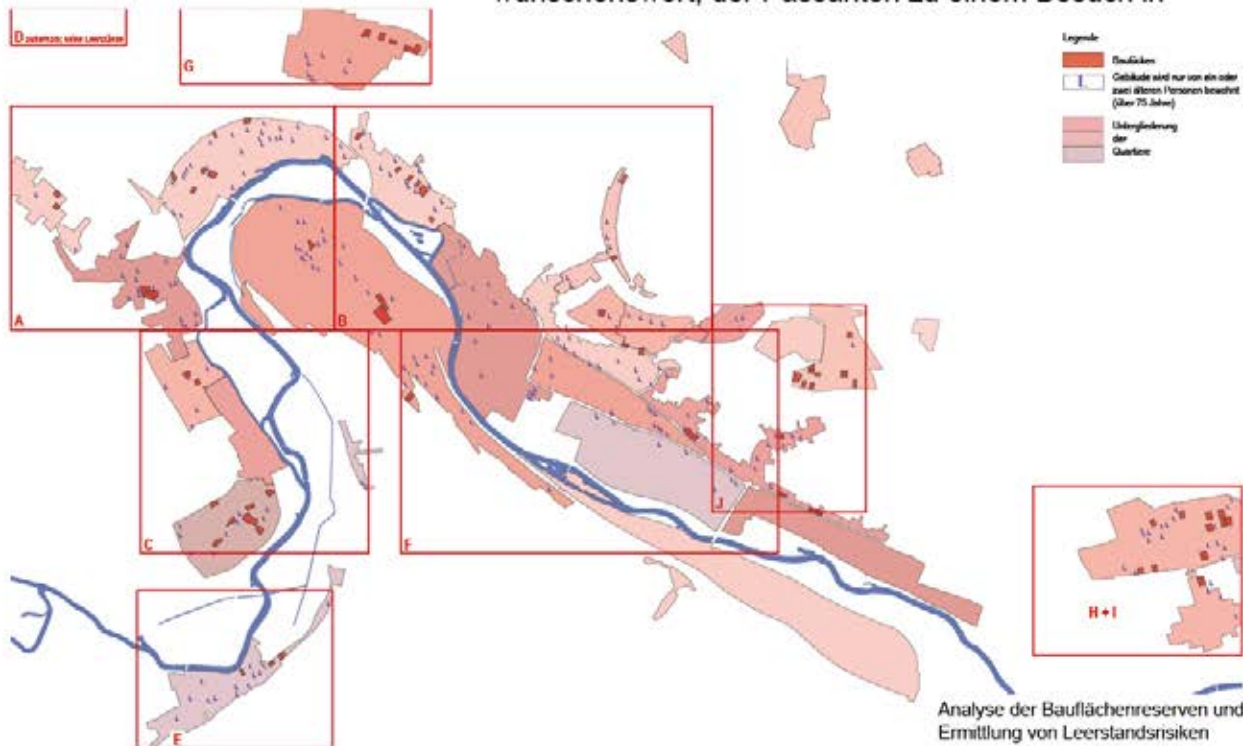 D
G
Legende
Baulücken
L Gebäude wird nur von ein oder
zwei älteren Personen bewohnt
(über 75 Jahre)
Untergliederung
der
Quartiere
A
B
C
F
J
H + I
E
Analyse der Bauflächenreserven und
Ermittlung von Leerstandsrisiken